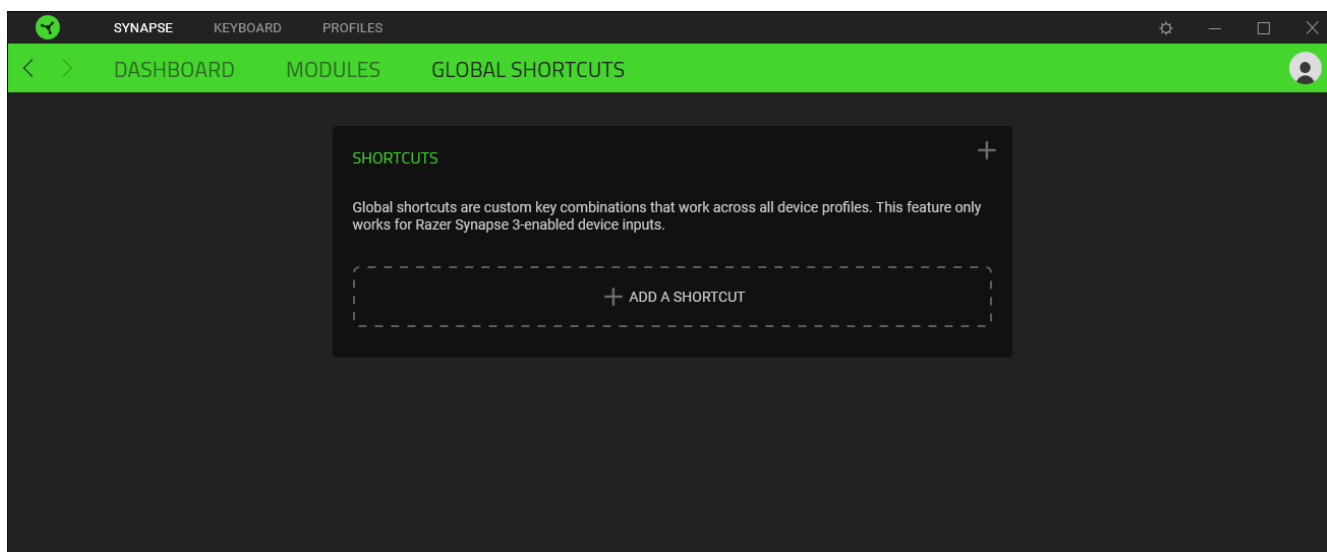 SYNAPSE KEYBOARD PROFILES
DASHBOARD MODULES GLOBAL SHORTCUTS
SHORTCUTS
Global shortcuts are custom key combinations that work across all device profiles. This feature only
works for Razer Synapse 3-enabled device inputs.
ADD A SHORTCUT